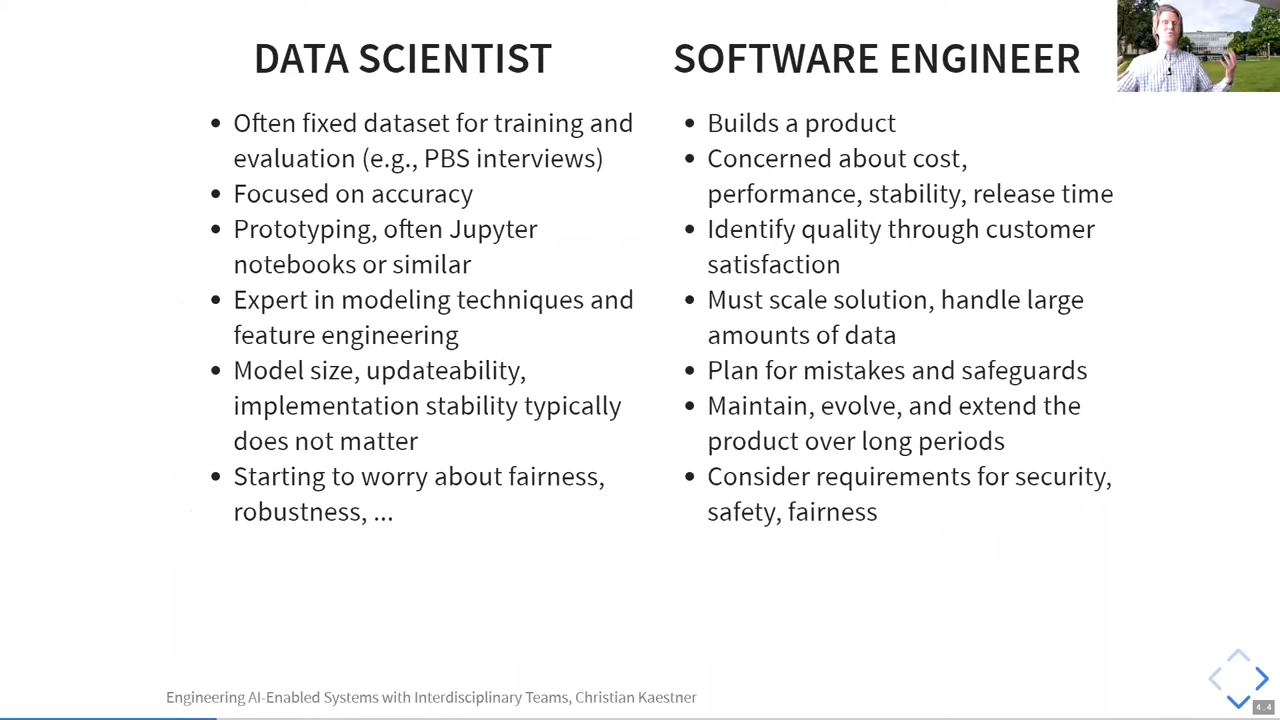 DATA SCIENTIST
• Often fixed dataset for training and
evaluation (e.g., PBS interviews)
• Focused on accuracy
• Prototyping, often Jupyter
notebooks or similar
• Expert in modeling techniques and
feature engineering
• Model size, updateability,
implementation stability typically
does not matter
• Starting to worry about fairness,
robustness, ...
SOFTWARE ENGINEER
• Builds a product
• Concerned about cost,
performance, stability, release time
• Identify quality through customer
satisfaction
• Must scale solution, handle large
amounts of data
• Plan for mistakes and safeguards
• Maintain, evolve, and extend the
product over long periods
• Consider requirements for security,
safety, fairness
Engineering AI-Enabled Systems with Interdisciplinary Teams, Christian Kaestner
4.4